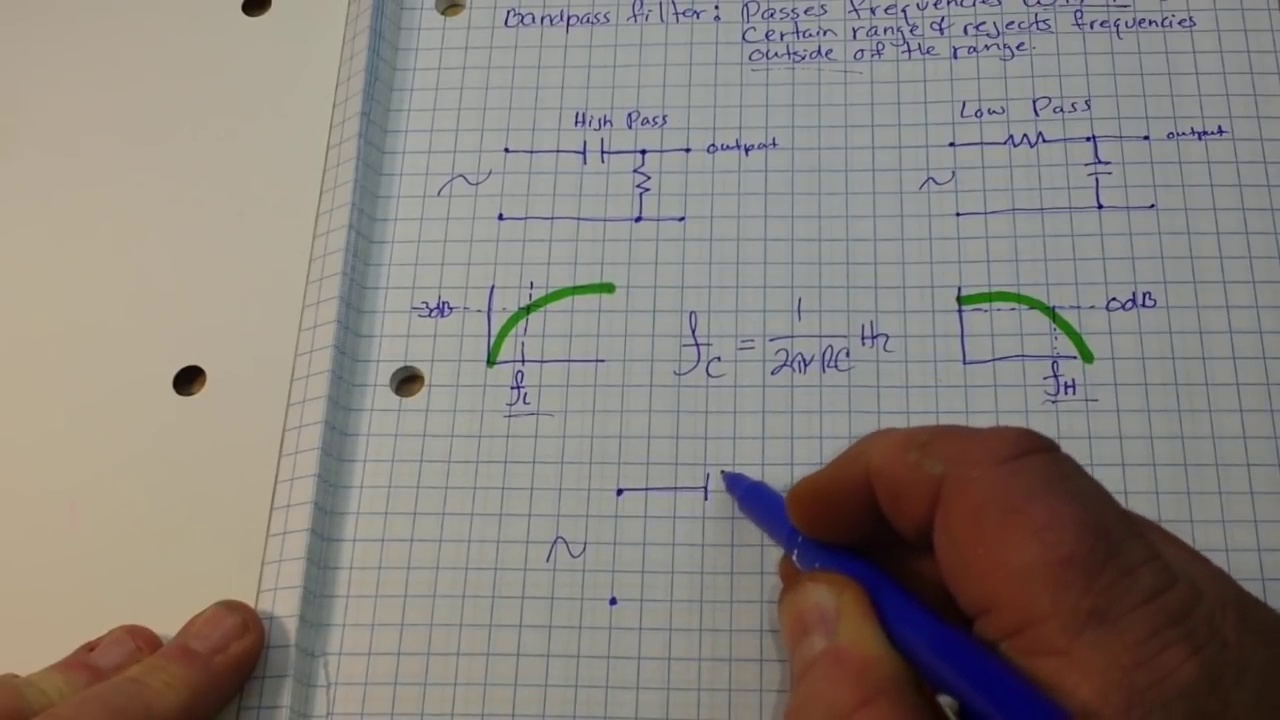 Bandpass filter: Passes frequencies
Certain range & rejects frequencies
outside of the range.
High Pass
output
Low Pass
output
-3dB
fL
fC = 1 / 2πRC Hz
0dB
fH